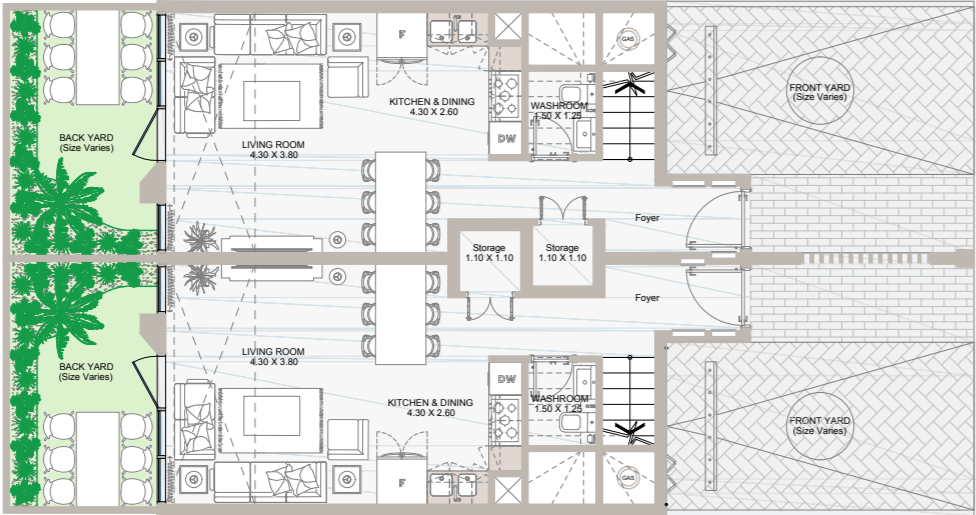 F
GAS
FRONT YARD
(Size Varies)
KITCHEN & DINING
4.30 X 2.60
WASHROOM
1.50 X 1.25
DW
BACK YARD
(Size Varies)
LIVING ROOM
4.30 X 3.80
Foyer
Storage
1.10 X 1.10
Storage
1.10 X 1.10
Foyer
LIVING ROOM
4.30 X 3.80
BACK YARD
(Size Varies)
DW
KITCHEN & DINING
4.30 X 2.60
WASHROOM
1.50 X 1.25
FRONT YARD
(Size Varies)
F
GAS